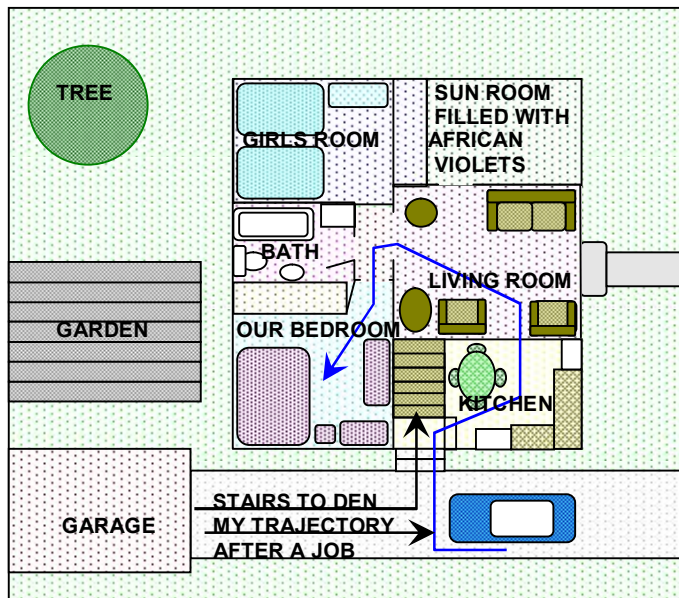 TREE
SUN ROOM
FILLED WITH
AFRICAN
VIOLETS
GIRLS ROOM
BATH
LIVING ROOM
GARDEN
OUR BEDROOM
KITCHEN
STAIRS TO DEN
GARAGE
MY TRAJECTORY
AFTER A JOB